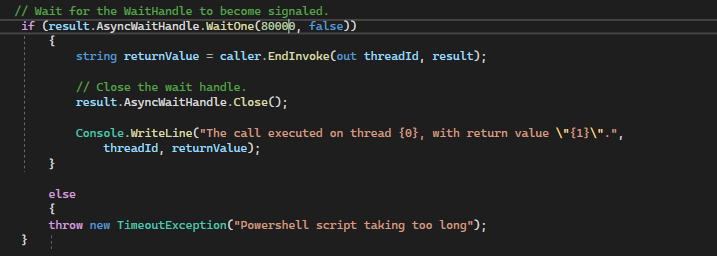 // Wait for the WaitHandle to become signaled.
if (result.AsyncWaitHandle.WaitOne(80000, false))
{
string returnValue = caller.EndInvoke(out threadId, result);
// Close the wait handle.
result.AsyncWaitHandle.Close();
Console.WriteLine("The call executed on thread {0}, with return value \"{1}\".",
threadId, returnValue);
}
else
{
throw new TimeoutException("Powershell script taking too long");
}